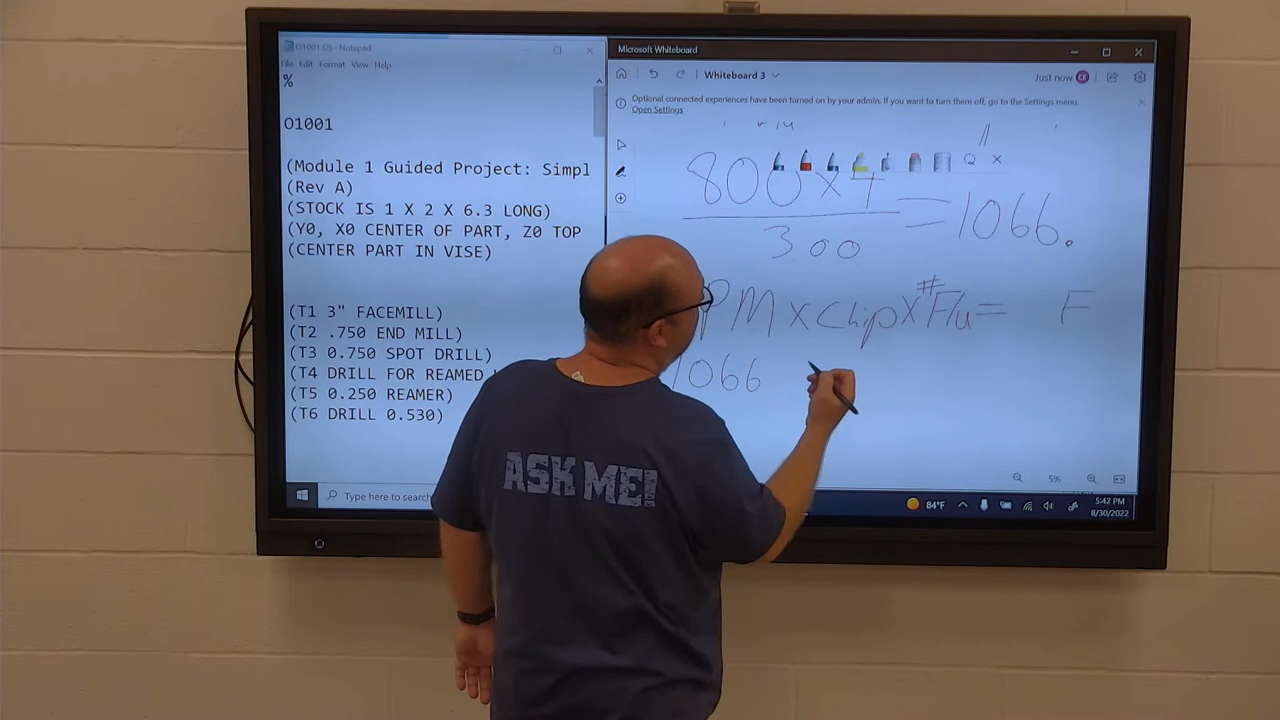 O1001 (2) - Notepad
File Edit Format View Help
%
O1001
(Module 1 Guided Project: Simpl
(Rev A)
(STOCK IS 1 X 2 X 6.3 LONG)
(Y0, X0 CENTER OF PART, Z0 TOP
(CENTER PART IN VISE)
(T1 3" FACEMILL)
(T2 .750 END MILL)
(T3 0.750 SPOT DRILL)
(T4 DRILL FOR REAMED
(T5 0.250 REAMER)
(T6 DRILL 0.530)
Type here to search
Microsoft Whiteboard
Whiteboard 3
Just now CE
Optional connected experiences have been turned on by your admin. If you want to turn them off, go to the Settings menu.
Open Settings
800 x 4
3.00
= 1066.
PM x Chip x # Flu = F
1066
5%
84°F
5:42 PM
8/30/2022
ASK ME!